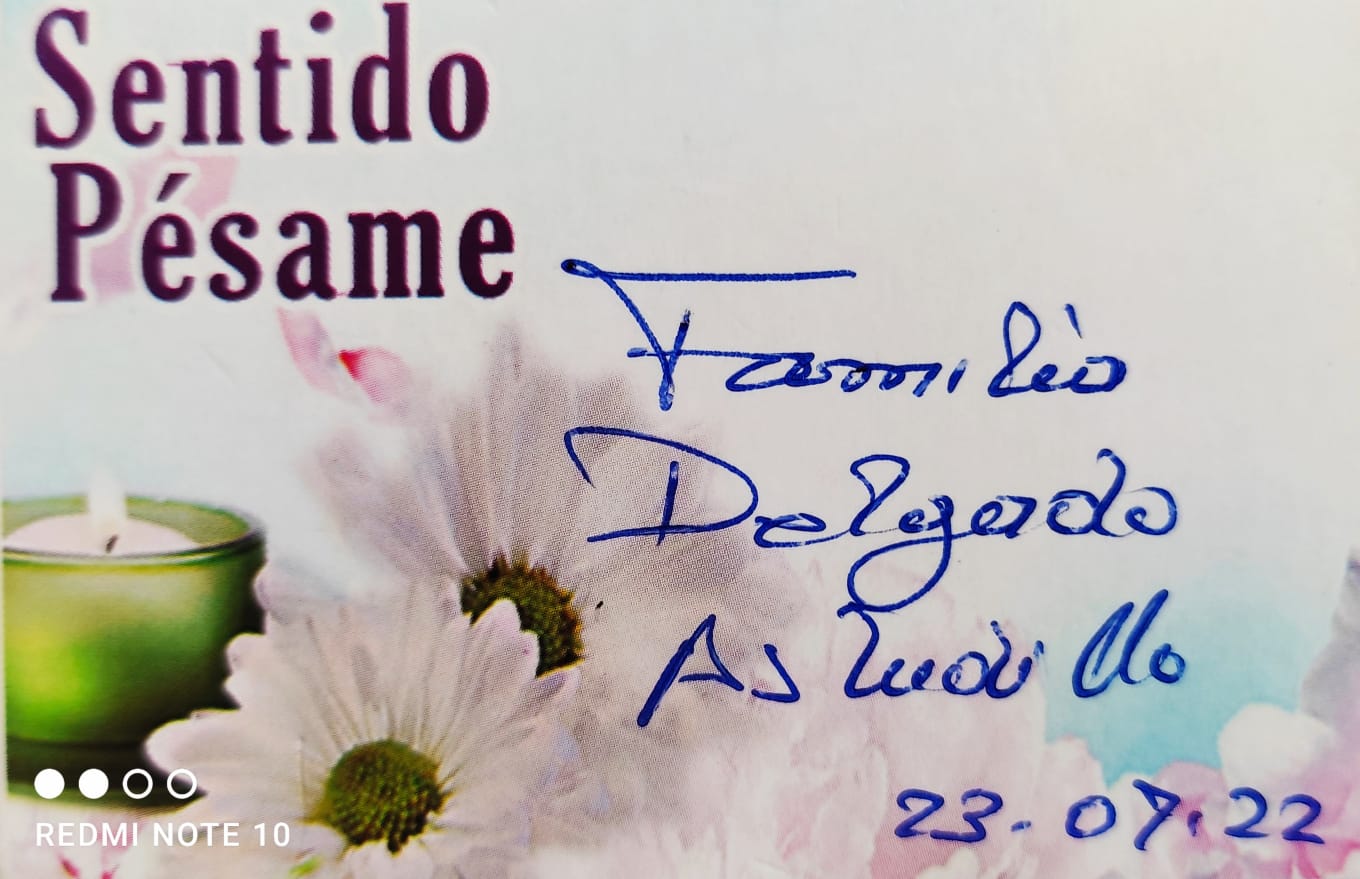 Sentido
Pésame
Familia
Delgado
Astudillo
23-07-22
REDMI NOTE 10